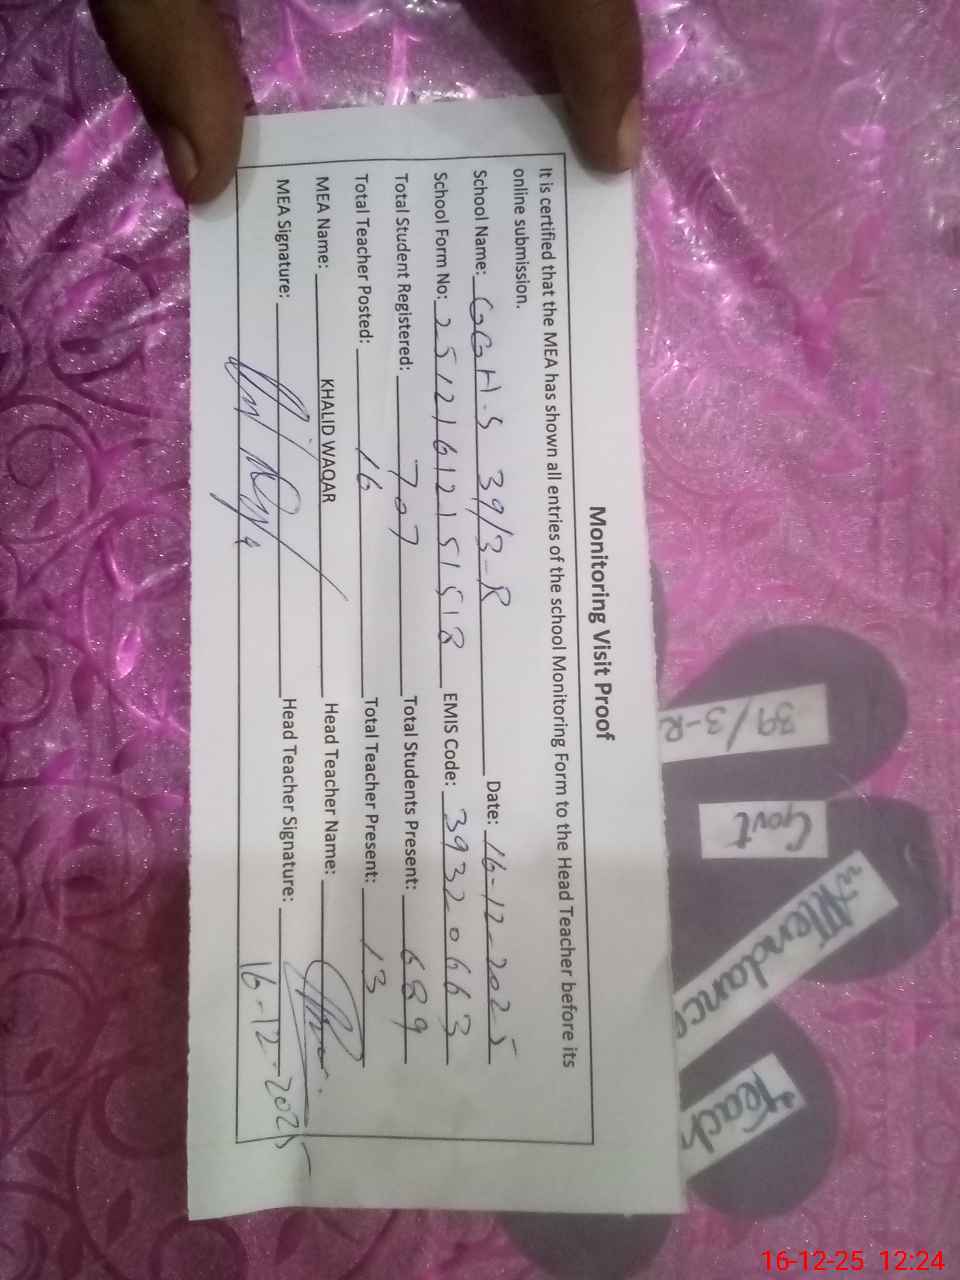 Monitoring Visit Proof
It is certified that the MEA has shown all entries of the school Monitoring Form to the Head Teacher before its
online submission.
School Name: GGH.S 39/3-R Date: 16-12-2025
School Form No: 251216121515518 EMIS Code: 39320663
Total Student Registered: 707 Total Students Present: 689
Total Teacher Posted: 16 Total Teacher Present: 13
MEA Name: KHALID WAQAR Head Teacher Name:
MEA Signature: Head Teacher Signature:
16-12-2025
39/3-R
Govt
Attendance
Teach
16-12-25 12:24